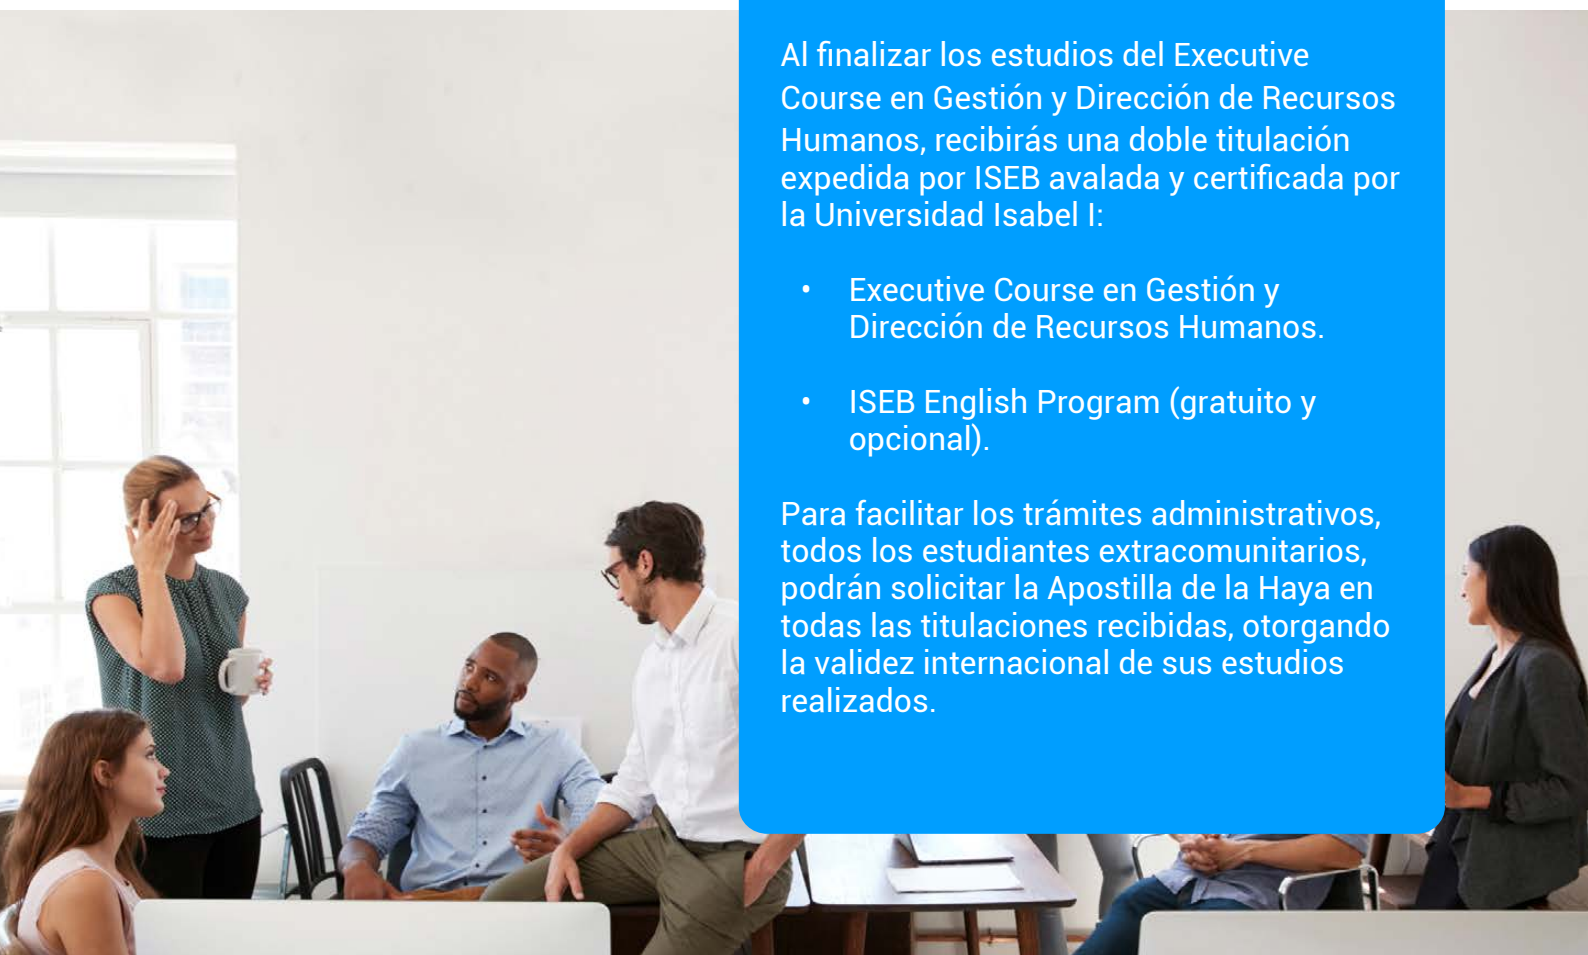 Al finalizar los estudios del Executive
Course en Gestión y Dirección de Recursos
Humanos, recibirás una doble titulación
expedida por ISEB avalada y certificada por
la Universidad Isabel I:
• Executive Course en Gestión y
Dirección de Recursos Humanos.
• ISEB English Program (gratuito y
opcional).
Para facilitar los trámites administrativos,
todos los estudiantes extracomunitarios,
podrán solicitar la Apostilla de la Haya en
todas las titulaciones recibidas, otorgando
la validez internacional de sus estudios
realizados.